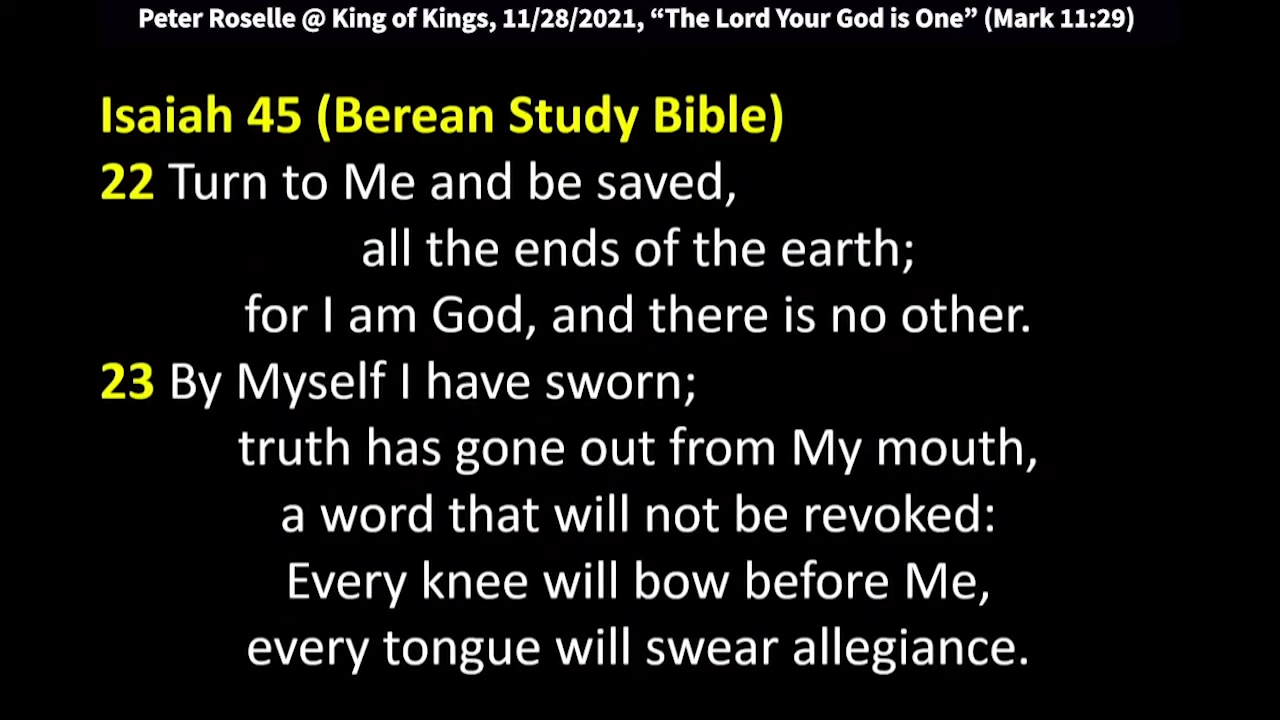 Peter Roselle @ King of Kings, 11/28/2021, “The Lord Your God is One” (Mark 11:29)
Isaiah 45 (Berean Study Bible)
22 Turn to Me and be saved,
all the ends of the earth;
for I am God, and there is no other.
23 By Myself I have sworn;
truth has gone out from My mouth,
a word that will not be revoked:
Every knee will bow before Me,
every tongue will swear allegiance.